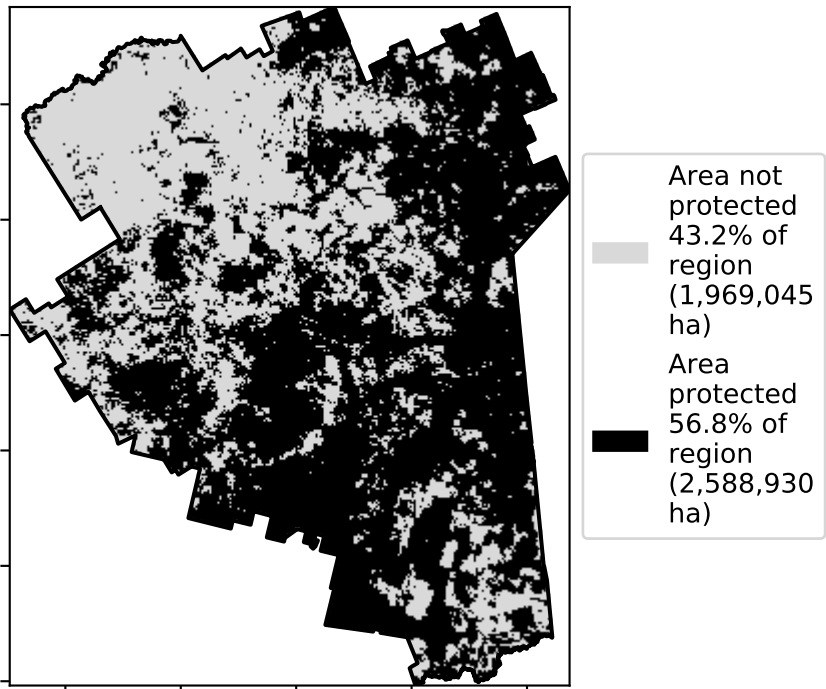 Area not
protected
43.2% of
region
(1,969,045
ha)
Area
protected
56.8% of
region
(2,588,930
ha)